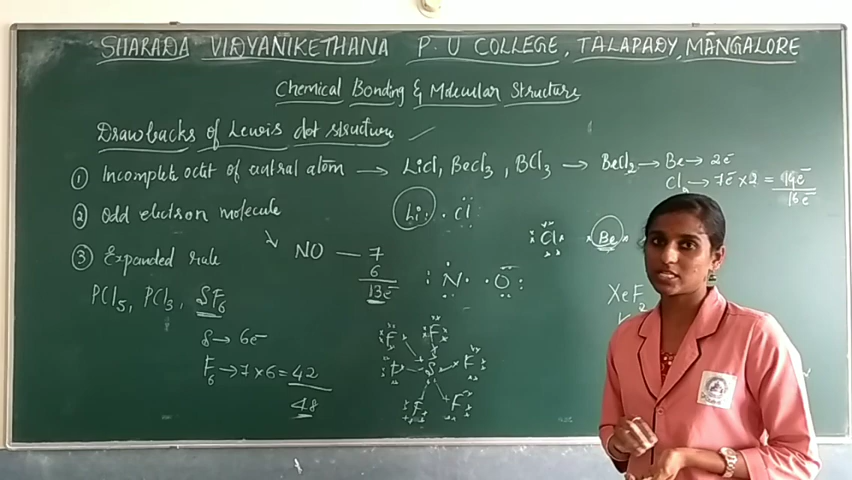 SHARADA VIDYANIKETHANA P.U COLLEGE, TALAPADY, MANGALORE
Chemical Bonding & Molecular Structure
Drawbacks of Lewis dot structure
① Incomplete octet of central atom → LiCl, BeCl3, BCl3 → BeCl2 → Be → 2e⁻
Cl2 → 7e⁻ × 2 = 14e⁻
16e⁻
② Odd electron molecule
Li : · Cl
Cl Be
③ Expanded rule
NO — 7
6
13e⁻
N · · O
PCl5, PCl3, SF6
XeF2
S → 6e⁻
F6 → 7 × 6 = 42
48
F F
F S F
F F